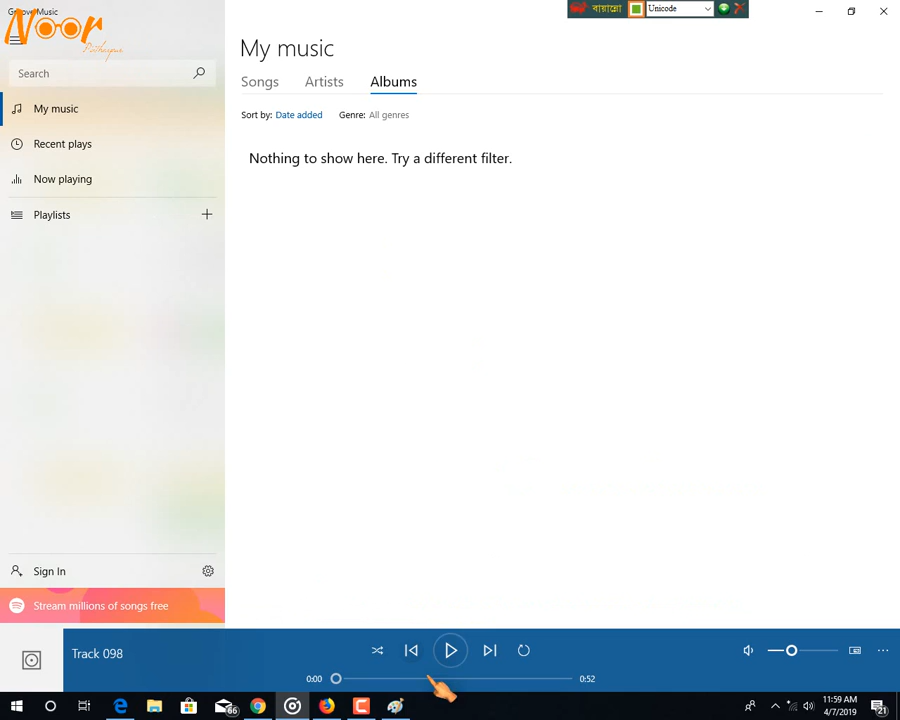 Groove Music
Noor
বায়ান্নো
Unicode
Search
My music
Recent plays
Now playing
Playlists
My music
Songs
Artists
Albums
Sort by: Date added
Genre: All genres
Nothing to show here. Try a different filter.
Sign In
Stream millions of songs free
Track 098
0:00
0:52
66
11:59 AM
4/7/2019
21